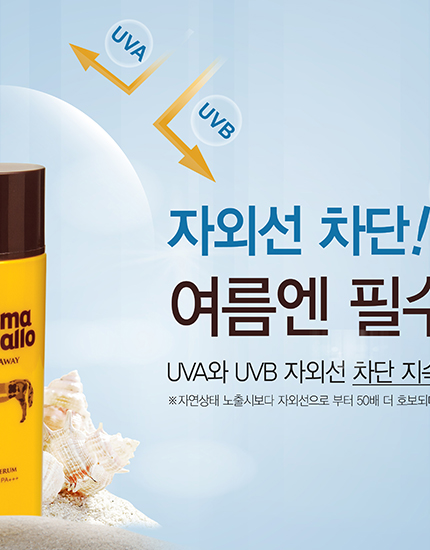 UVA
UVB
자외선 차단!
여름엔 필수
UVA와 UVB 자외선 차단 지속
※자연상태 노출시보다 자외선으로 부터 50배 더 호보되
ma
allo
AWAY
ERUM
PA+++